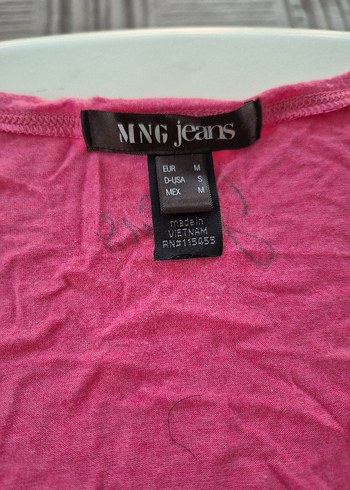 MNG jeans
EUR M
D-USA S
MEX M
made in
VIETNAM
RN#115455